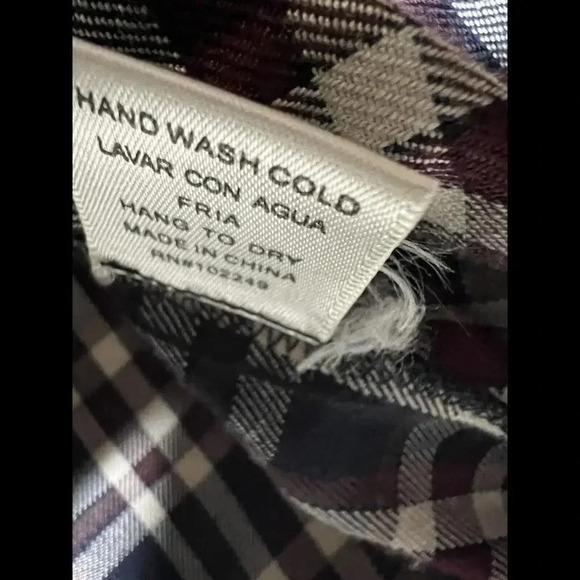 HAND WASH COLD
LAVAR CON AGUA
FRIA
HANG TO DRY
MADE IN CHINA
RN#102249